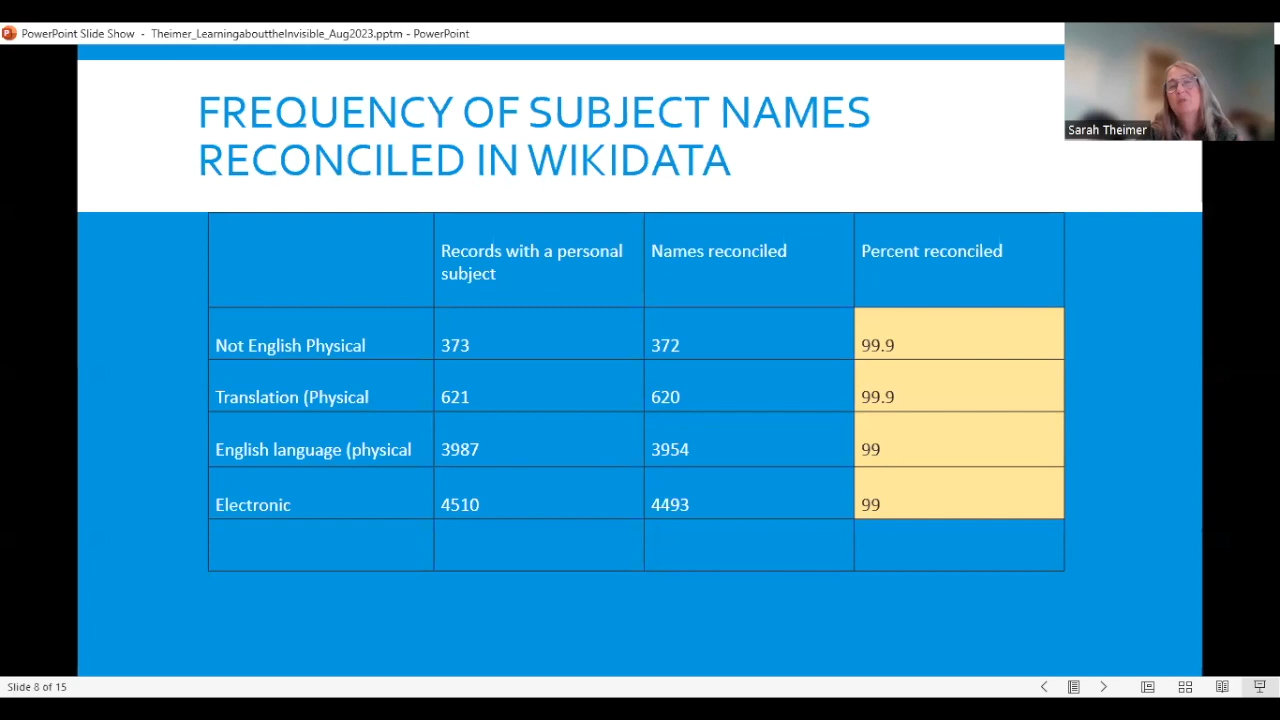 PowerPoint Slide Show - Theimer_LearningabouttheInvisible_Aug2023.pptm - PowerPoint
Sarah Theimer
FREQUENCY OF SUBJECT NAMES
RECONCILED IN WIKIDATA
Records with a personal
subject
Names reconciled
Percent reconciled
Not English Physical
373
372
99.9
Translation (Physical
621
620
99.9
English language (physical
3987
3954
99
Electronic
4510
4493
99
Slide 8 of 15